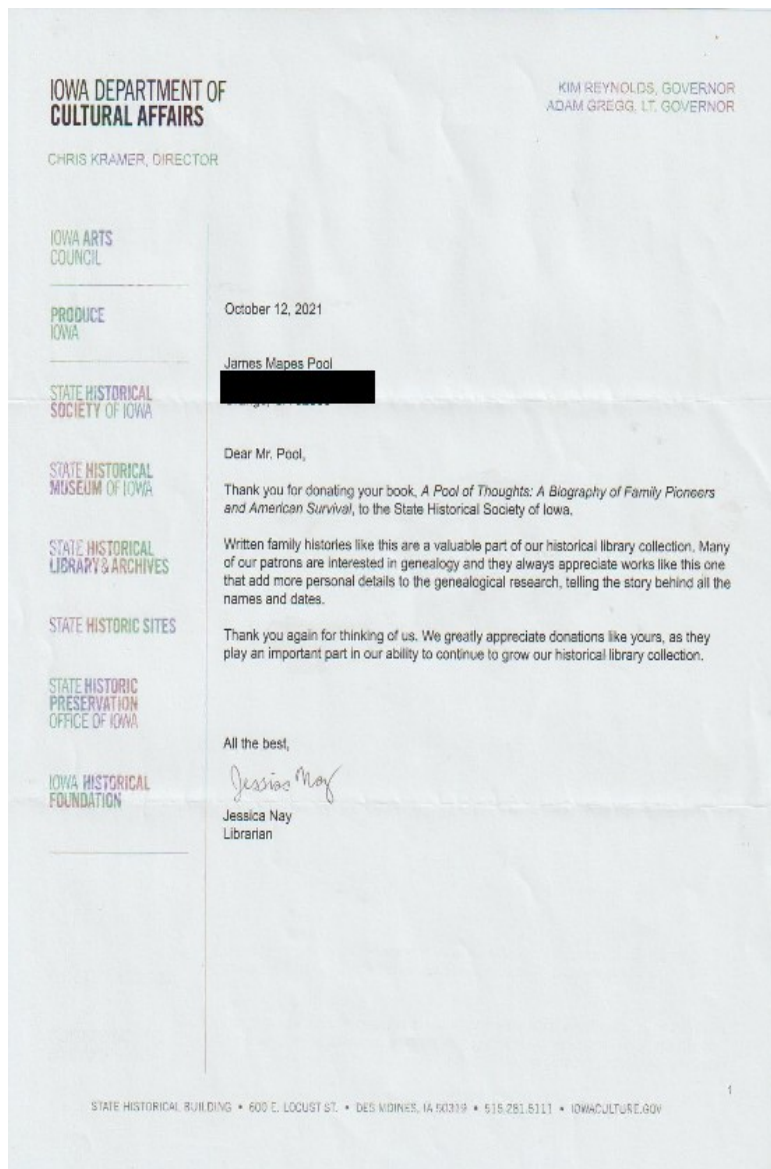 IOWA DEPARTMENT OF
CULTURAL AFFAIRS
KIM REYNOLDS, GOVERNOR
ADAM GREGG, LT. GOVERNOR
CHRIS KRAMER, DIRECTOR
IOWA ARTS
COUNCIL
PRODUCE
IOWA
STATE HISTORICAL
SOCIETY OF IOWA
STATE HISTORICAL
MUSEUM OF IOWA
STATE HISTORICAL
LIBRARY & ARCHIVES
STATE HISTORIC SITES
STATE HISTORIC
PRESERVATION
OFFICE OF IOWA
IOWA HISTORICAL
FOUNDATION
October 12, 2021
James Mapes Pool
Dear Mr. Pool,
Thank you for donating your book, A Pool of Thoughts: A Biography of Family Pioneers
and American Survival, to the State Historical Society of Iowa.
Written family histories like this are a valuable part of our historical library collection. Many
of our patrons are interested in genealogy and they always appreciate works like this one
that add more personal details to the genealogical research, telling the story behind all the
names and dates.
Thank you again for thinking of us. We greatly appreciate donations like yours, as they
play an important part in our ability to continue to grow our historical library collection.
All the best,
Jessica Nay
Jessica Nay
Librarian
1
STATE HISTORICAL BUILDING • 600 E. LOCUST ST. • DES MOINES, IA 50319 • 515.281.5111 • IOWACULTURE.GOV